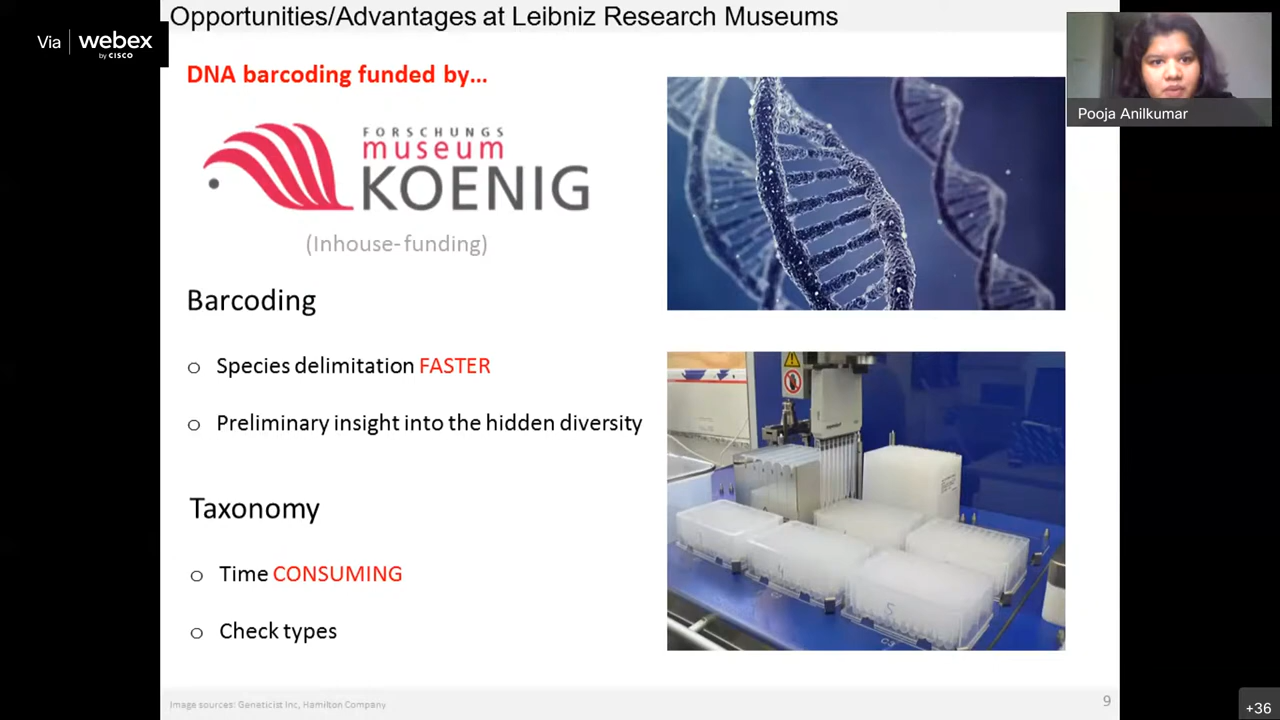 Opportunities/Advantages at Leibniz Research Museums
Via webex
by CISCO
DNA barcoding funded by...
Pooja Anilkumar
FORSCHUNGS
museum
KOENIG
(Inhouse-funding)
Barcoding
Species delimitation FASTER
Preliminary insight into the hidden diversity
Taxonomy
Time CONSUMING
Check types
Image sources: Geneticist Inc, Hamilton Company
9
+36